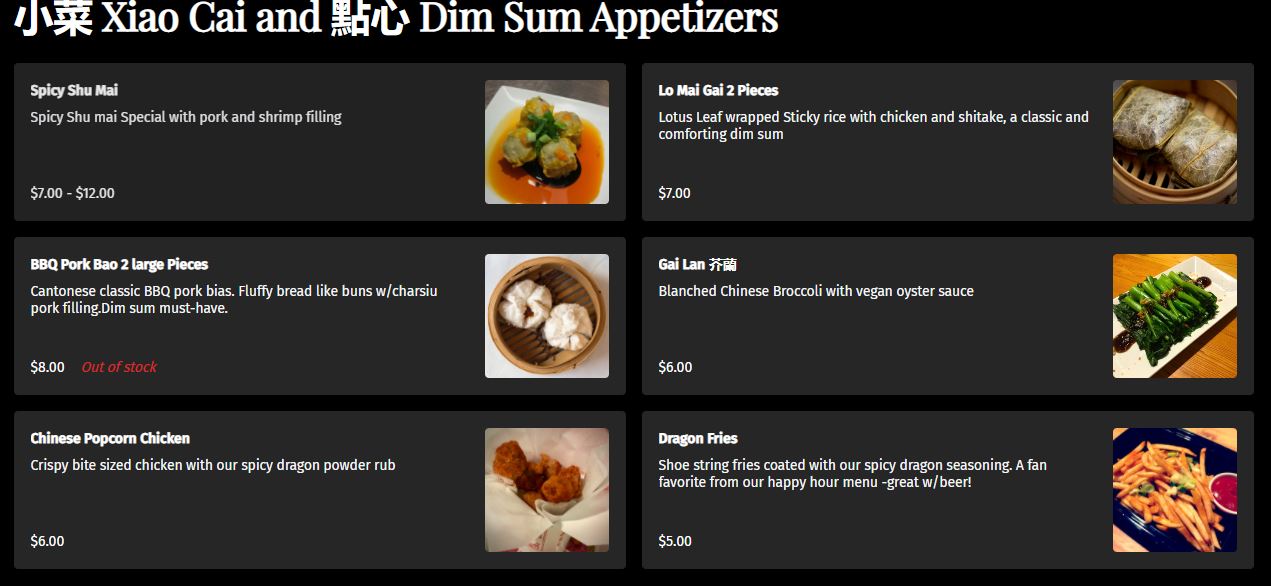 小菜 Xiao Cai and 點心 Dim Sum Appetizers
Spicy Shu Mai
Spicy Shu mai Special with pork and shrimp filling
$7.00 - $12.00
Lo Mai Gai 2 Pieces
Lotus Leaf wrapped Sticky rice with chicken and shitake, a classic and
comforting dim sum
$7.00
BBQ Pork Bao 2 large Pieces
Cantonese classic BBQ pork bias. Fluffy bread like buns w/charsiu
pork filling.Dim sum must-have.
$8.00 Out of stock
Gai Lan 芥蘭
Blanched Chinese Broccoli with vegan oyster sauce
$6.00
Chinese Popcorn Chicken
Crispy bite sized chicken with our spicy dragon powder rub
$6.00
Dragon Fries
Shoe string fries coated with our spicy dragon seasoning. A fan
favorite from our happy hour menu -great w/beer!
$5.00